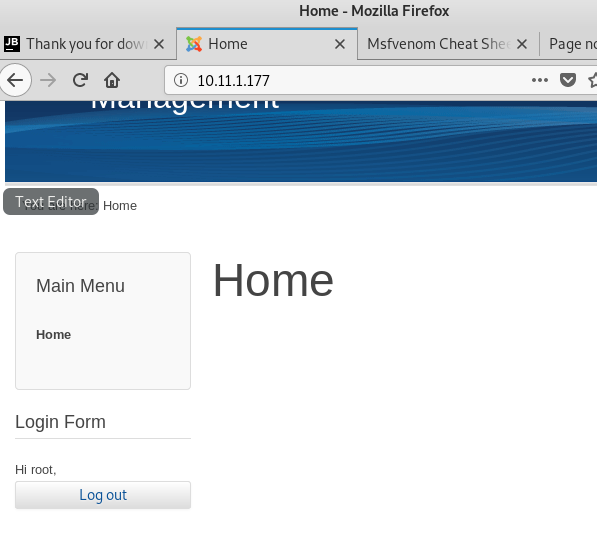 Home - Mozilla Firefox
JB Thank you for dow
Home
Msfvenom Cheat She
Page no
10.11.1.177
Management
Text Editor
Home
Main Menu
Home
Home
Login Form
Hi root,
Log out